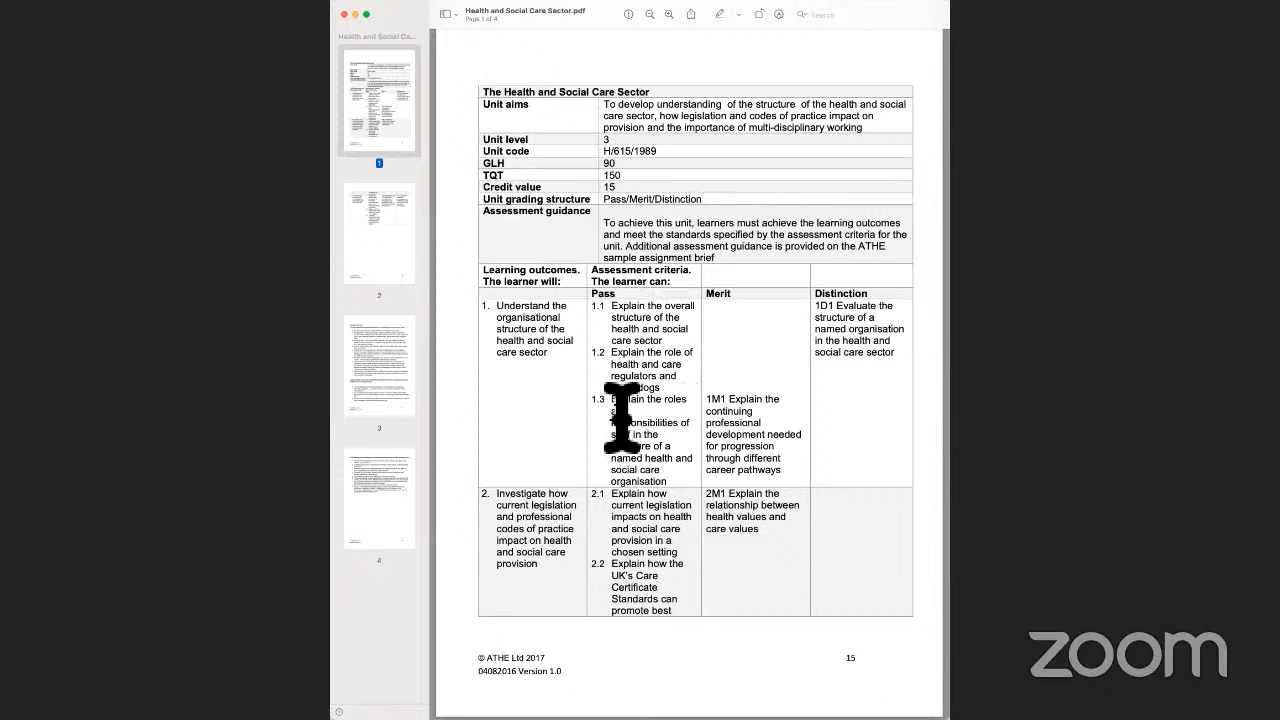 Health and Social Care Sector.pdf
Page 1 of 4
Search
Health and Social Ca...
1
2
3
4
The Health and Social Care Sector
Unit aims
To develop understanding of the structure of the health and social
care sector, how legislation and codes of practice impact on
provision and the importance of multi-disciplinary working
Unit level
3
Unit code
H/615/1989
GLH
90
TQT
150
Credit value
15
Unit grading structure
Pass/Merit/Distinction
Assessment guidance
To achieve this unit, learners must achieve the learning outcomes
and meet the standards specified by the assessment criteria for the
unit. Additional assessment guidance is provided on the ATHE
sample assignment brief
Learning outcomes.
The learner will:
Assessment criteria.
The learner can:
Pass
Merit
Distinction
1. Understand the
organisational
structure of the
health and social
care sector
1.1 Explain the overall
structure of the
health and social
care sector
1.2 Explain the role of
health and care
regulators and
1.3
the roles
of
in the
of a
named health and
social care
organisation
1M1 Explain the
continuing
professional
development needed
for progression
through different
career pathways
1D1 Evaluate the
structure of a
chosen organisation
in the health and
social care sector
2. Investigate how
current legislation
and professional
codes of practice
impact on health
and social care
provision
2.1 Explain how
current legislation
impacts on health
and social care
provision in a
chosen setting
2.2 Explain how the
UK's Care
Certificate
Standards can
promote best
2M1 Explain the
relationship between
health values and
care values
© ATHE Ltd 2017
15
04082016 Version 1.0
zoom